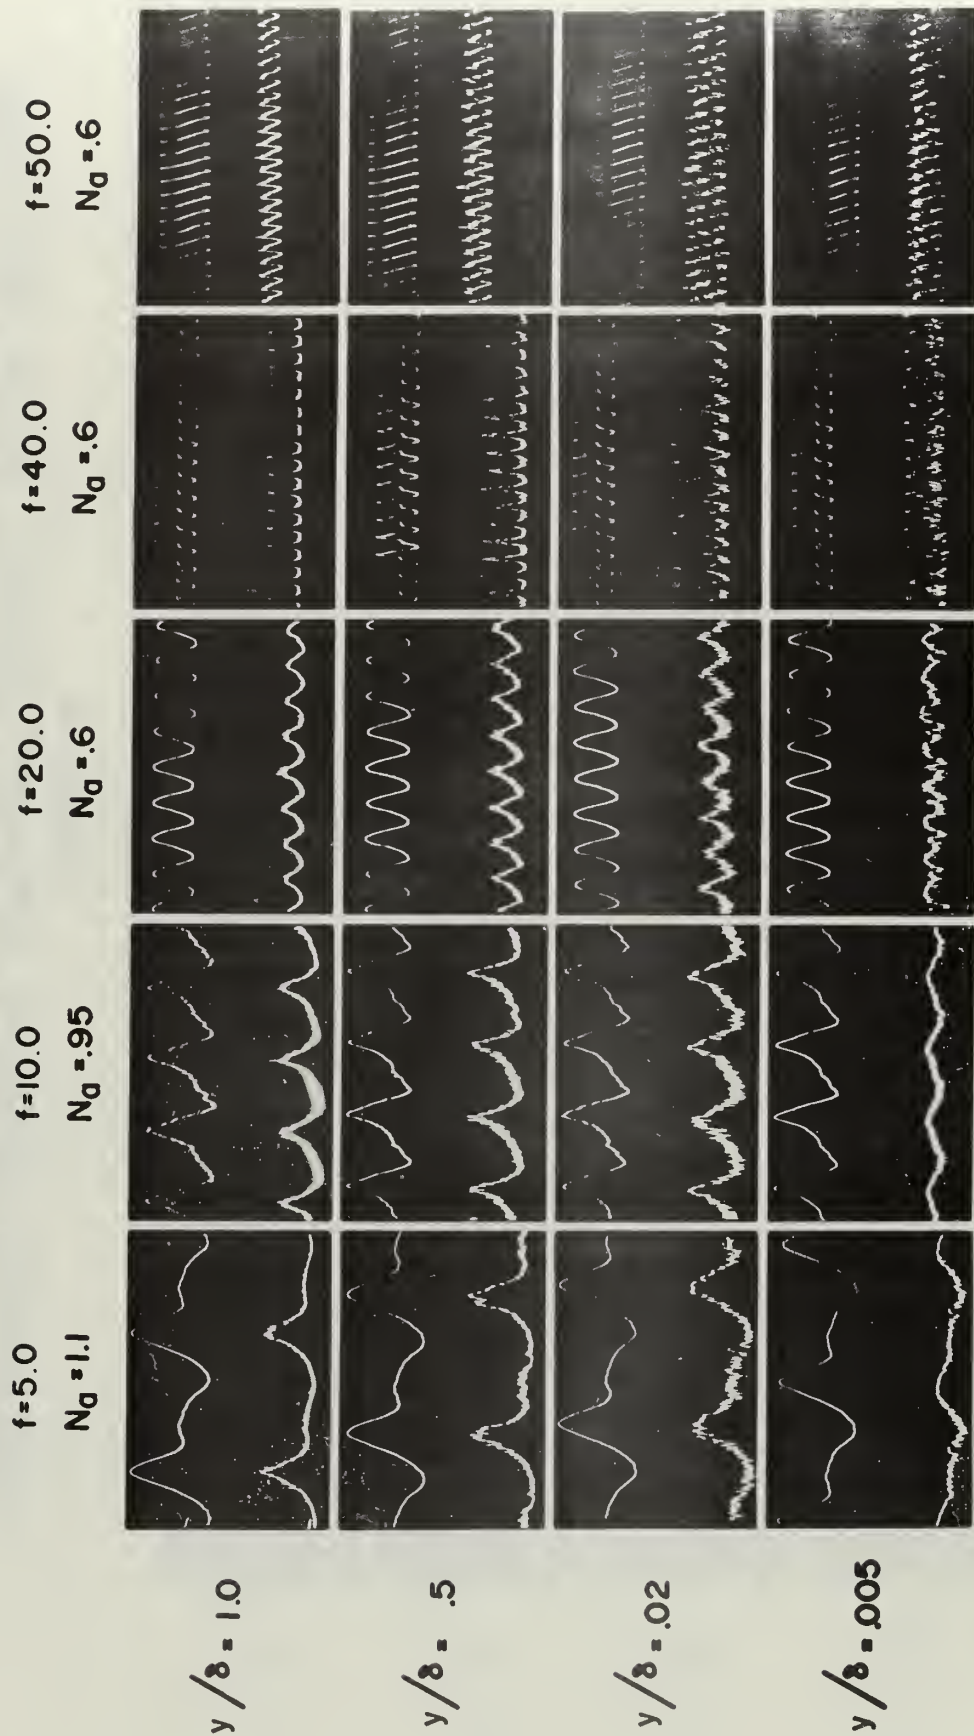 f=5.0 f=10.0 f=20.0 f=40.0 f=50.0
Na=1.1 Na=.95 Na=.6 Na=.6 Na=.6
y/δ = 1.0
y/δ = .5
y/δ = .02
y/δ = .005